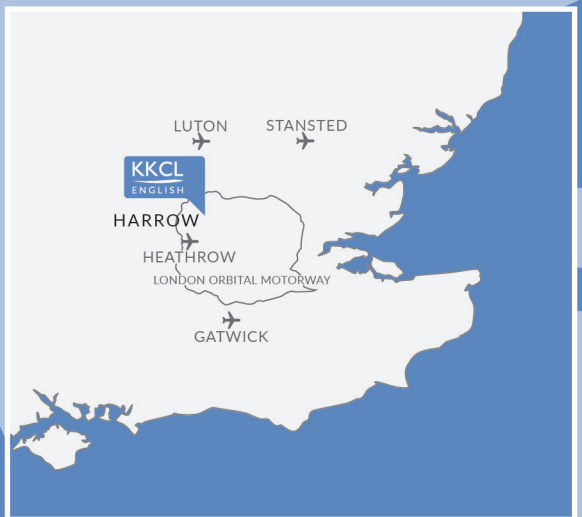 LUTON
STANSTED
KKCL
ENGLISH
HARROW
HEATHROW
LONDON ORBITAL MOTORWAY
GATWICK